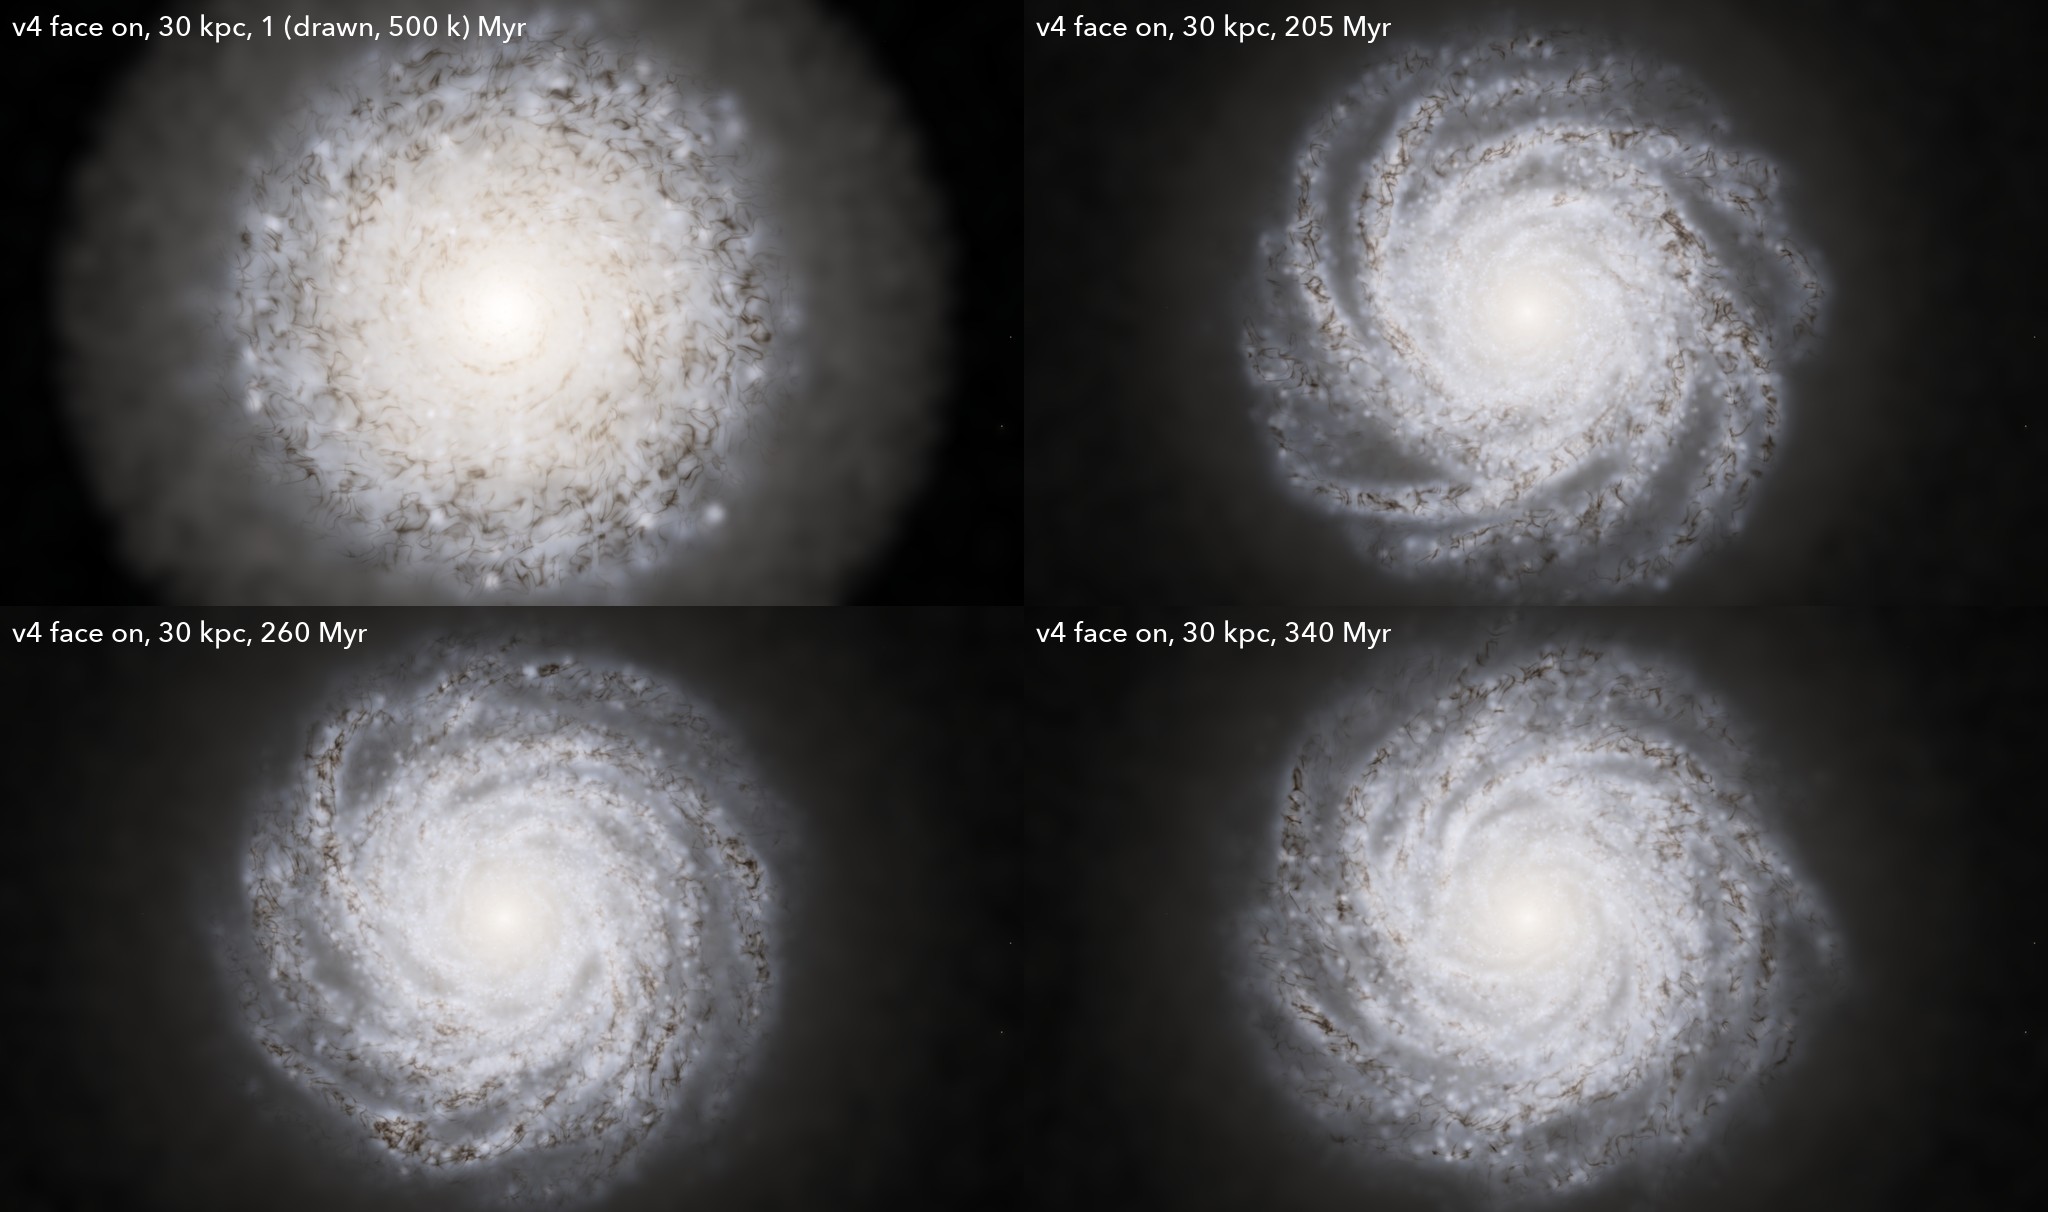 v4 face on, 30 kpc, 1 (drawn, 500 k) Myr
v4 face on, 30 kpc, 205 Myr
v4 face on, 30 kpc, 260 Myr
v4 face on, 30 kpc, 340 Myr